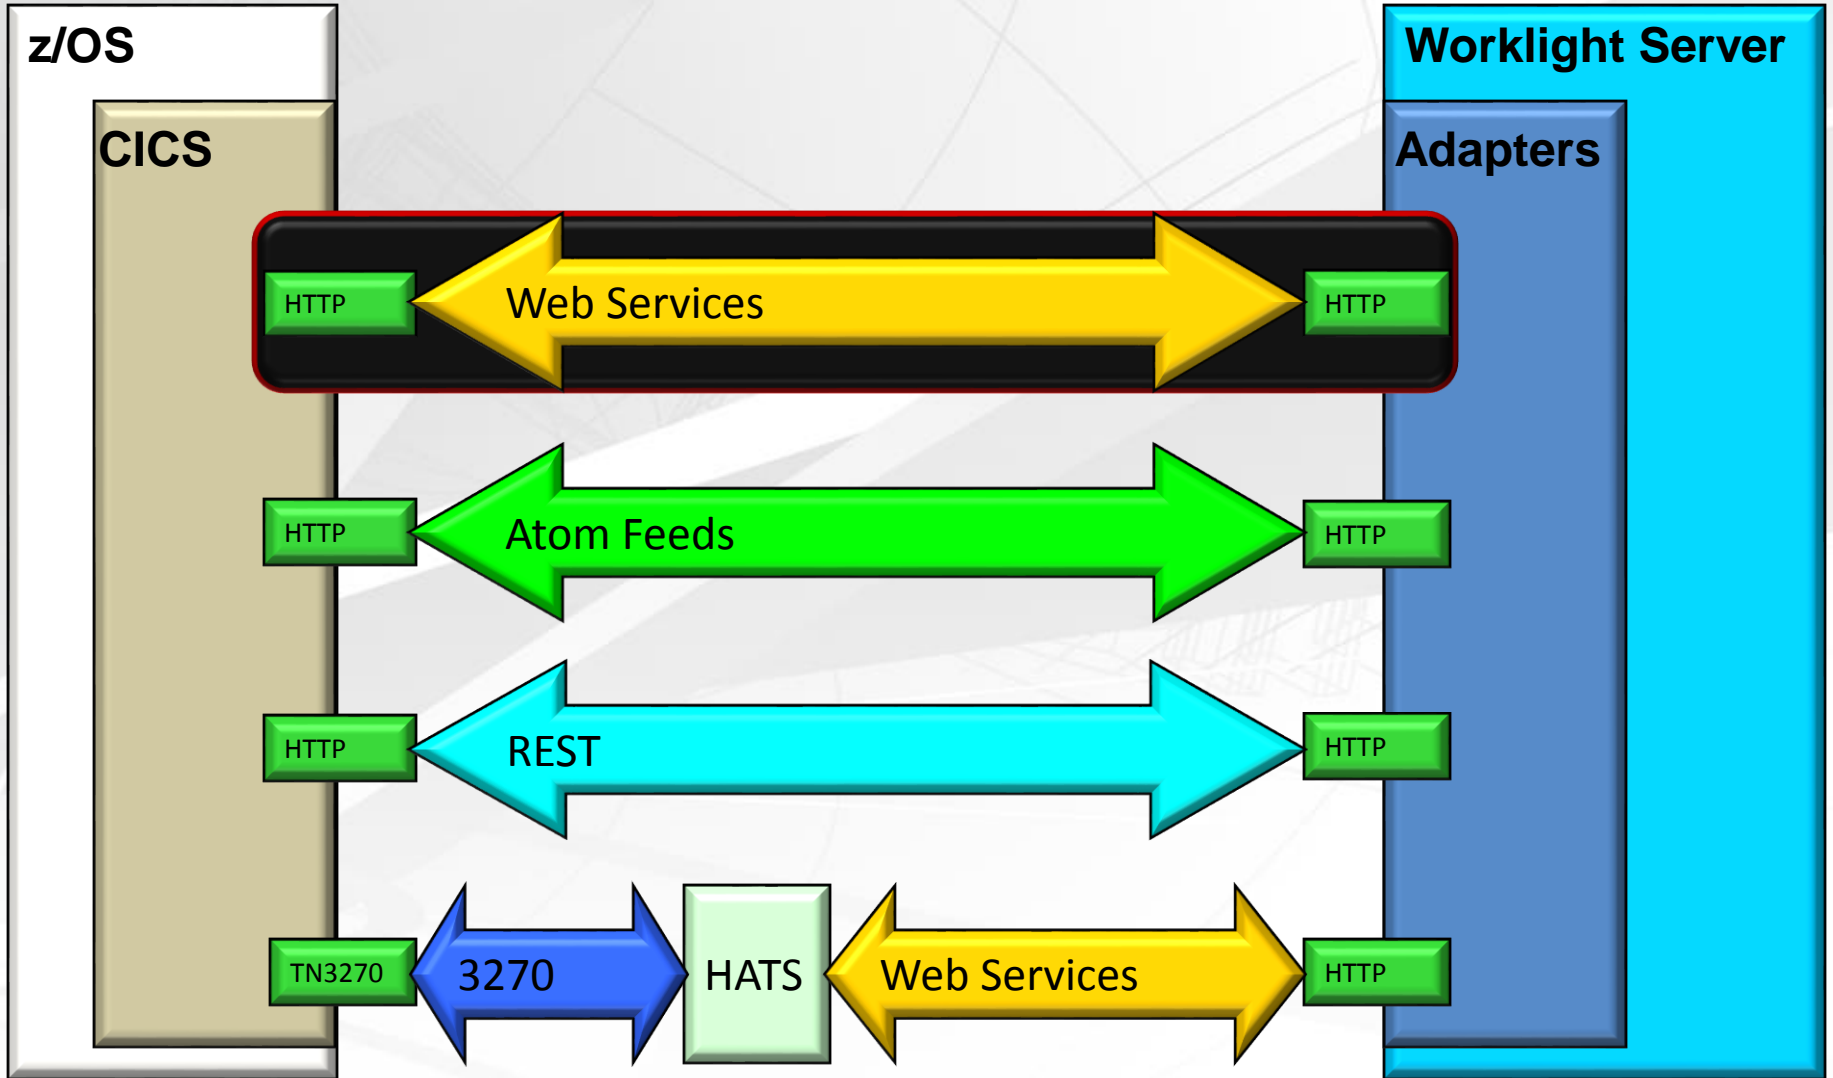 z/OS
Worklight Server
CICS
Adapters
HTTP
Web Services
HTTP
HTTP
Atom Feeds
HTTP
HTTP
REST
HTTP
TN3270
3270
HATS
Web Services
HTTP